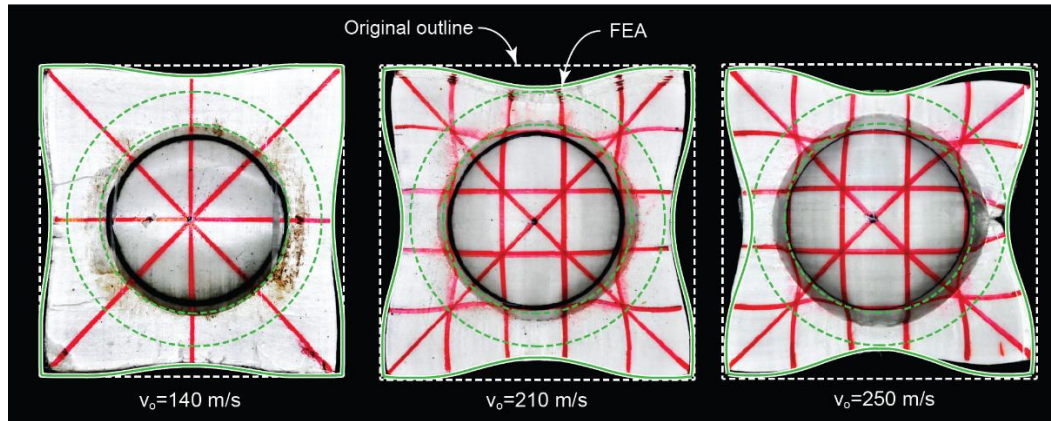 Original outline
FEA
vₒ=140 m/s
vₒ=210 m/s
vₒ=250 m/s